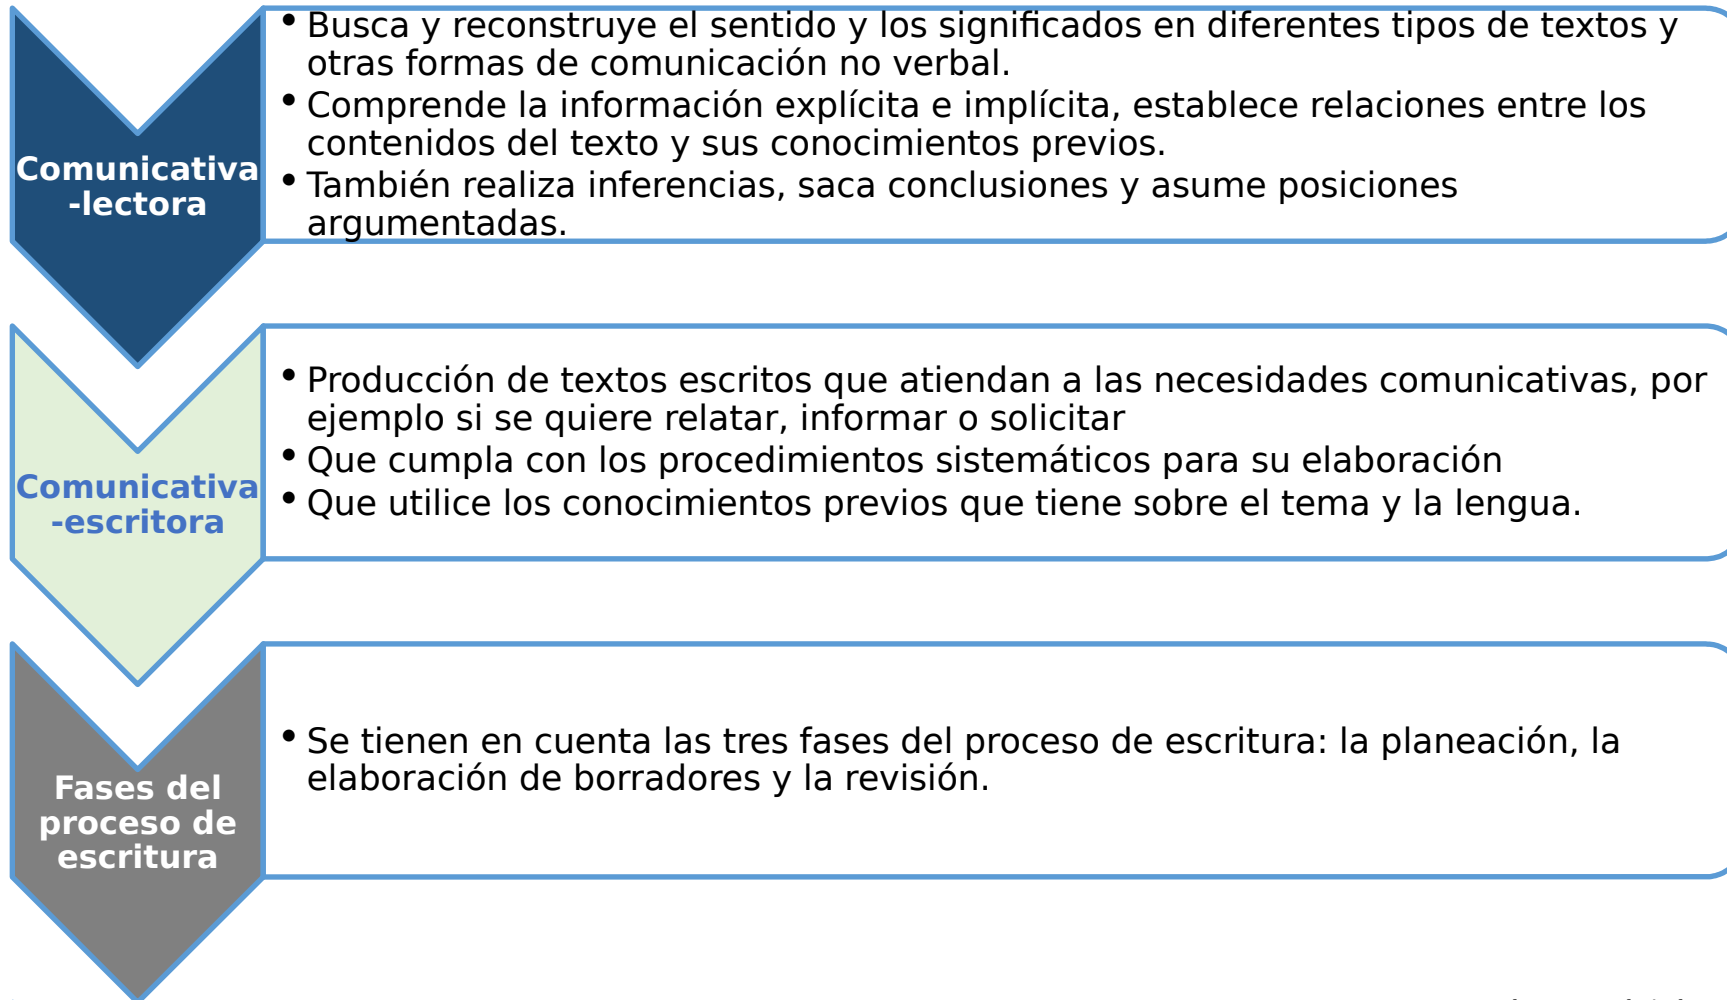 Comunicativa
-lectora
• Busca y reconstruye el sentido y los significados en diferentes tipos de textos y
otras formas de comunicación no verbal.
• Comprende la información explícita e implícita, establece relaciones entre los
contenidos del texto y sus conocimientos previos.
• También realiza inferencias, saca conclusiones y asume posiciones
argumentadas.
Comunicativa
-escritora
• Producción de textos escritos que atiendan a las necesidades comunicativas, por
ejemplo si se quiere relatar, informar o solicitar
• Que cumpla con los procedimientos sistemáticos para su elaboración
• Que utilice los conocimientos previos que tiene sobre el tema y la lengua.
Fases del
proceso de
escritura
• Se tienen en cuenta las tres fases del proceso de escritura: la planeación, la
elaboración de borradores y la revisión.